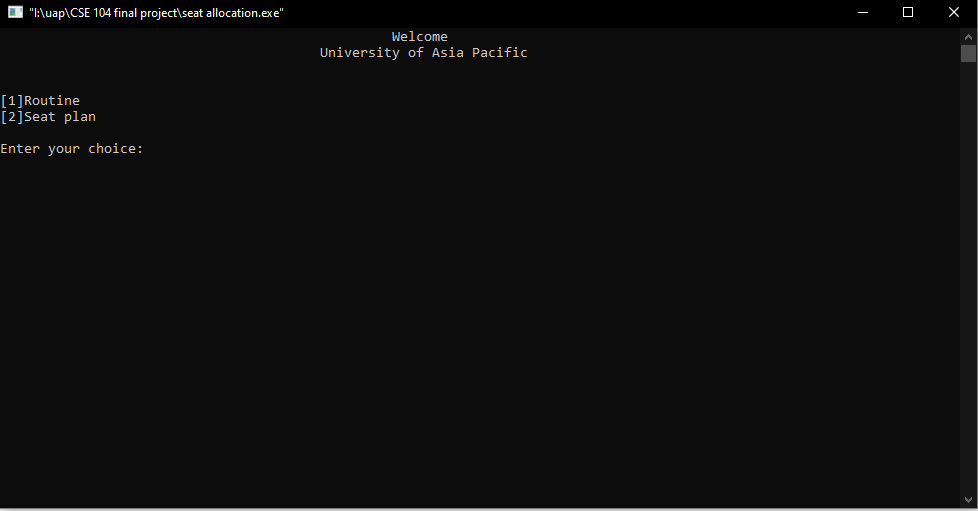 "I:\uap\CSE 104 final project\seat allocation.exe"
Welcome
University of Asia Pacific
[1]Routine
[2]Seat plan
Enter your choice: